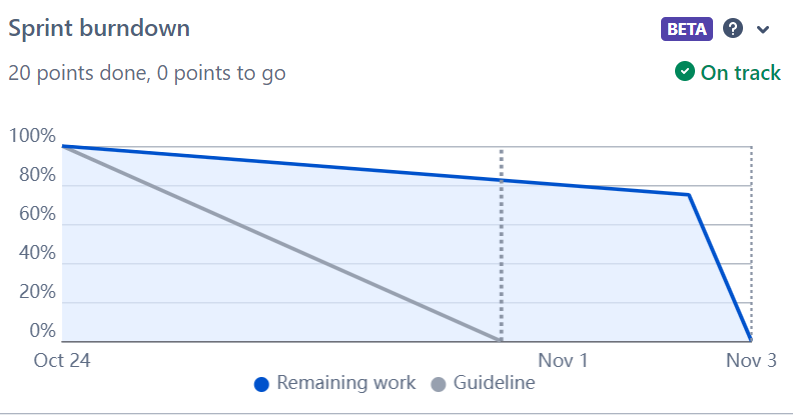 Sprint burndown BETA ?
20 points done, 0 points to go On track
100%
80%
60%
40%
20%
0%
Oct 24 Nov 1 Nov 3
Remaining work Guideline